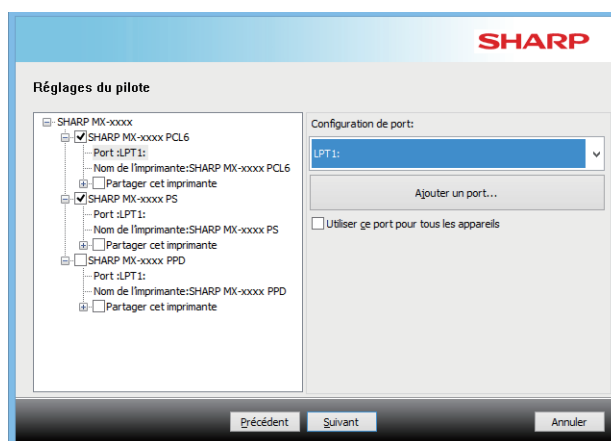 SHARP
Réglages du pilote
SHARP MX-xxxx
SHARP MX-xxxx PCL6
Port :LPT1:
Nom de l'imprimante:SHARP MX-xxxx PCL6
Partager cet imprimante
SHARP MX-xxxx PS
Port :LPT1:
Nom de l'imprimante:SHARP MX-xxxx PS
Partager cet imprimante
SHARP MX-xxxx PPD
Port :LPT1:
Nom de l'imprimante:SHARP MX-xxxx PPD
Partager cet imprimante
Configuration de port:
LPT1:
Ajouter un port...
Utiliser ce port pour tous les appareils
Précédent
Suivant
Annuler